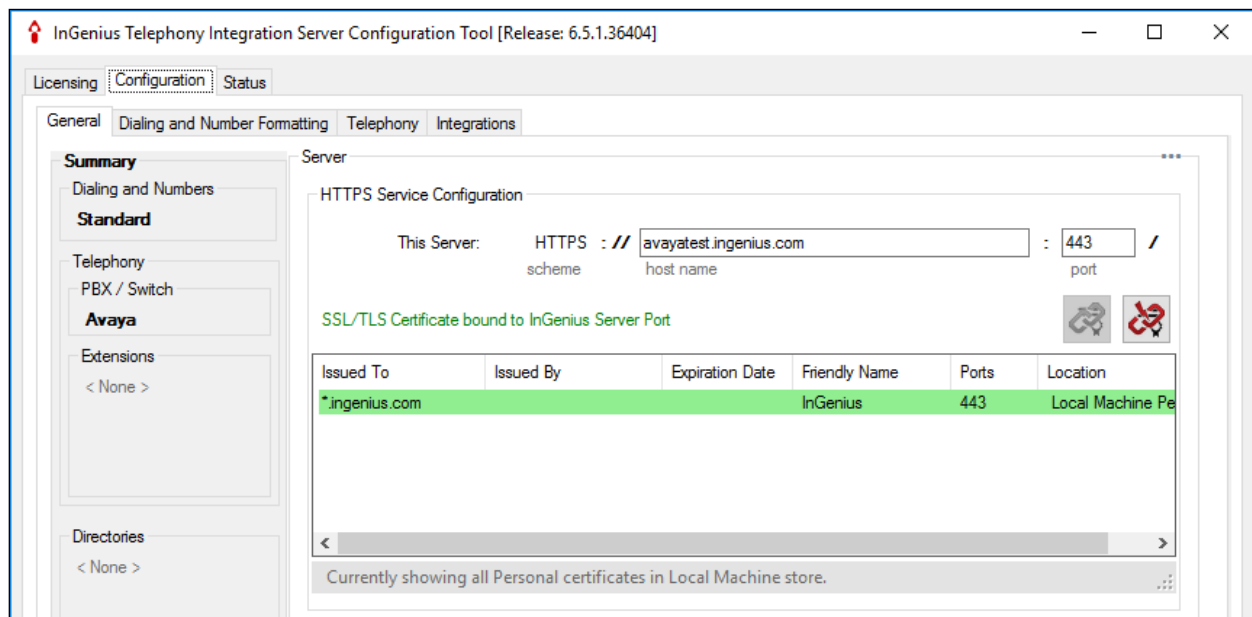 InGenius Telephony Integration Server Configuration Tool [Release: 6.5.1.36404]
Licensing Configuration Status
General Dialing and Number Formatting Telephony Integrations
Summary
Dialing and Numbers
Standard
Telephony
PBX / Switch
Avaya
Extensions
< None >
Directories
< None >
Server
HTTPS Service Configuration
This Server: HTTPS : // avayatest.ingenius.com : 443 /
scheme host name port
SSL/TLS Certificate bound to InGenius Server Port
Issued To Issued By Expiration Date Friendly Name Ports Location
*.ingenius.com InGenius 443 Local Machine Pe
Currently showing all Personal certificates in Local Machine store.